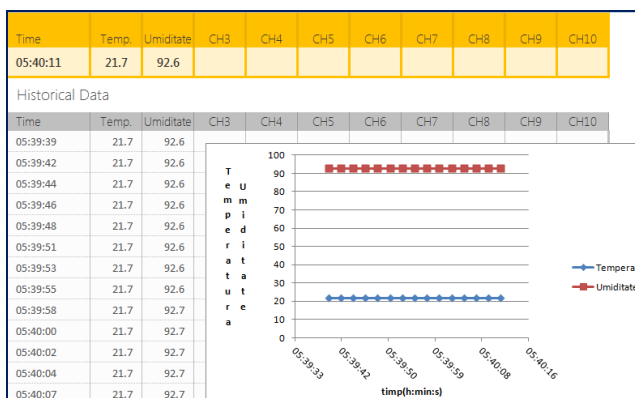 Time Temp. Umiditate CH3 CH4 CH5 CH6 CH7 CH8 CH9 CH10
05:40:11 21.7 92.6
Historical Data
Time Temp. Umiditate CH3 CH4 CH5 CH6 CH7 CH8 CH9 CH10
05:39:39 21.7 92.6
05:39:42 21.7 92.6
05:39:44 21.7 92.6
05:39:46 21.7 92.6
05:39:48 21.7 92.6
05:39:51 21.7 92.6
05:39:53 21.7 92.6
05:39:55 21.7 92.6
05:39:58 21.7 92.7
05:40:00 21.7 92.7
05:40:02 21.7 92.7
05:40:04 21.7 92.7
05:40:07 21.7 92.7
Temperatura
Umiditate
100
90
80
70
60
50
40
30
20
10
0
05:39:33
05:39:42
05:39:50
05:39:59
05:40:08
05:40:16
timp(h:min:s)
Tempera
Umiditate